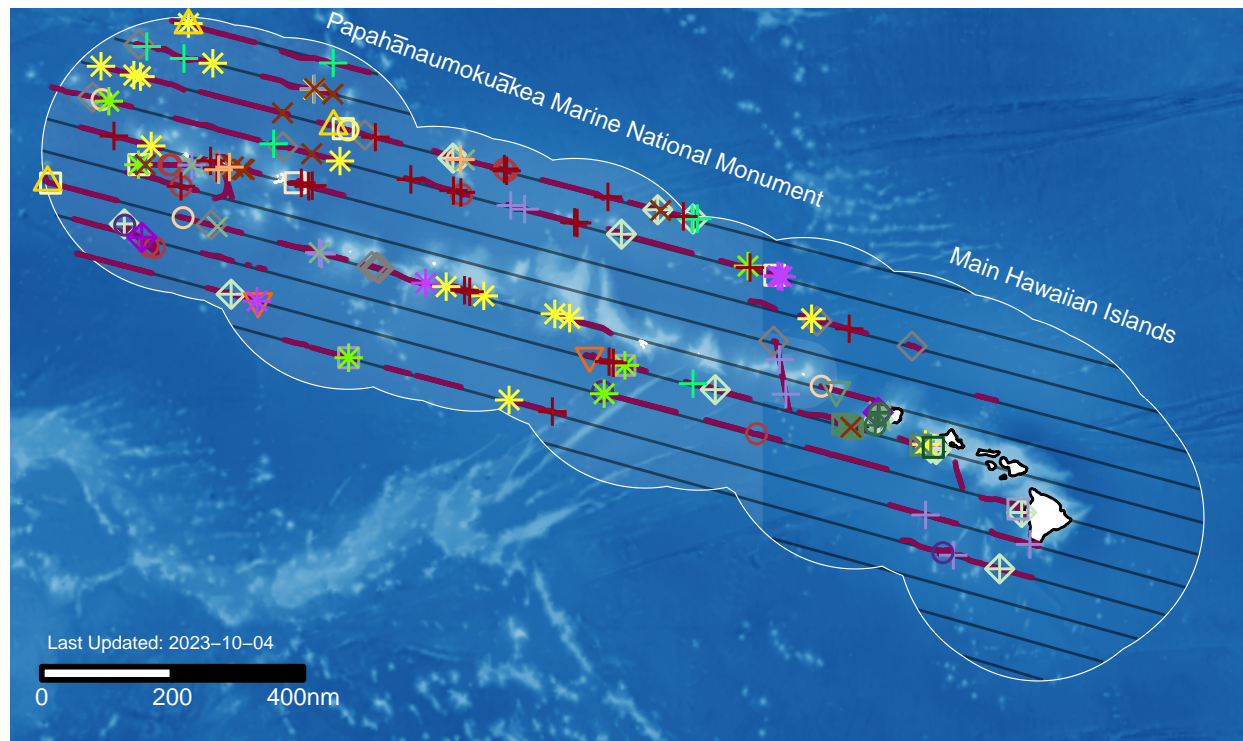 Papahānaumokuākea Marine National Monument
Main Hawaiian Islands
Last Updated: 2023−10−04
0 200 400nm